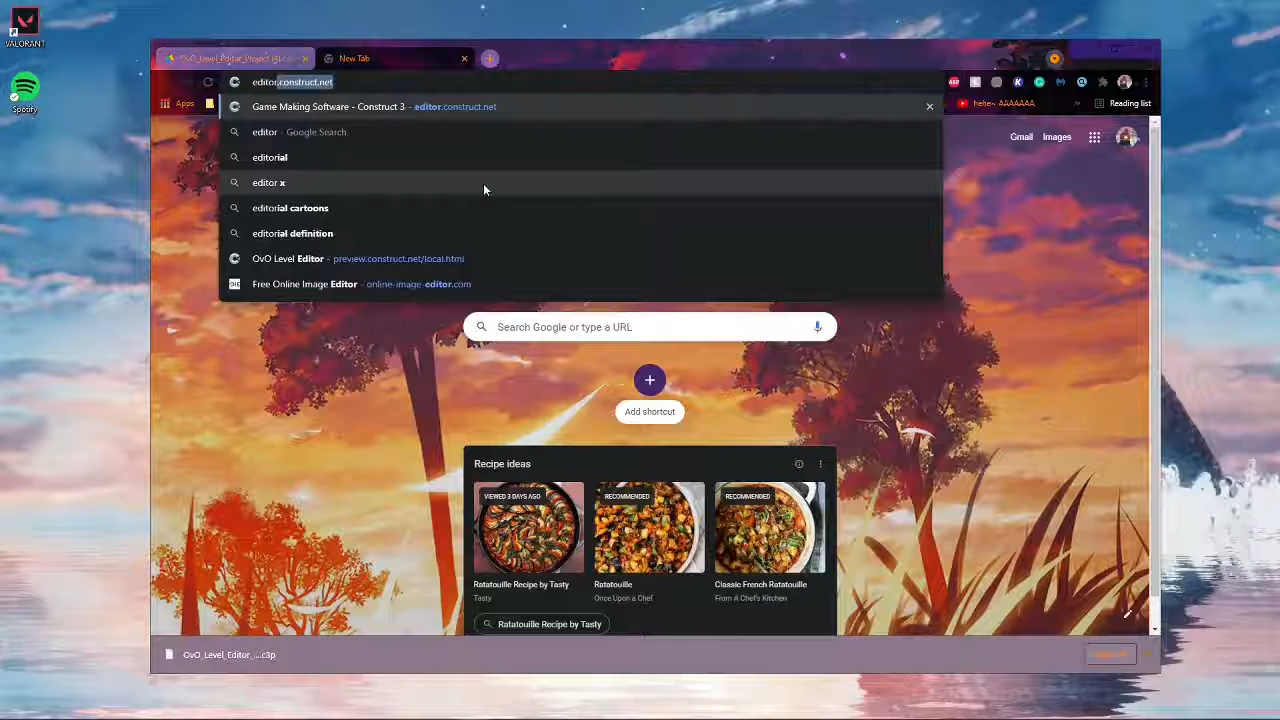 VALORANT
Spotify
OvO_Level_Editor_Project
New Tab
editor.construct.net
Game Making Software - Construct 3 - editor.construct.net
editor - Google Search
editorial
editor x
editorial cartoons
editorial definition
OvO Level Editor - preview.construct.net/local.html
Free Online Image Editor - online-image-editor.com
Apps
hehe~ AAAAAAA
Reading list
Gmail
Images
Search Google or type a URL
Add shortcut
Recipe ideas
VIEWED 3 DAYS AGO
RECOMMENDED
RECOMMENDED
Ratatouille Recipe by Tasty
Tasty
Ratatouille
Once Upon a Chef
Classic French Ratatouille
From A Chef's Kitchen
Ratatouille Recipe by Tasty
OvO_Level_Editor_....c3p